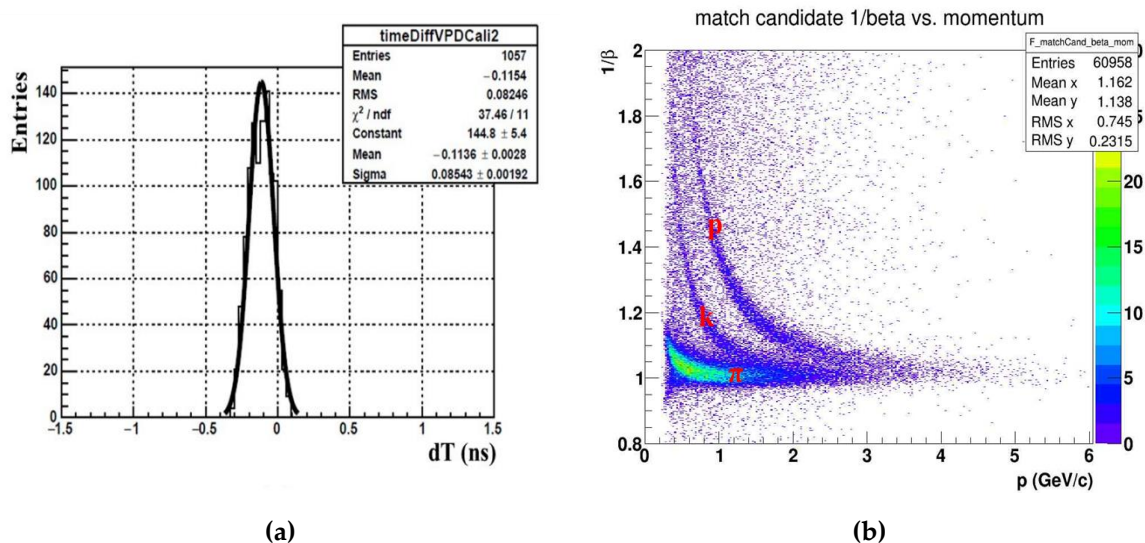 timeDiffVPDCali2
Entries 1057
Mean −0.1154
RMS 0.08246
χ² / ndf 37.46 / 11
Constant 144.8 ± 5.4
Mean −0.1136 ± 0.0028
Sigma 0.08543 ± 0.00192
Entries
140
120
100
80
60
40
20
0
−1.5 −1 −0.5 0 0.5 1 1.5
dT (ns)
(a)
match candidate 1/beta vs. momentum
F_matchCand_beta_mom
Entries 60958
Mean x 1.162
Mean y 1.138
RMS x 0.745
RMS y 0.2315
1/β
2
1.8
1.6
1.4
1.2
1
0.8
p
k
π
20
15
10
5
0
0 1 2 3 4 5 6
p (GeV/c)
(b)